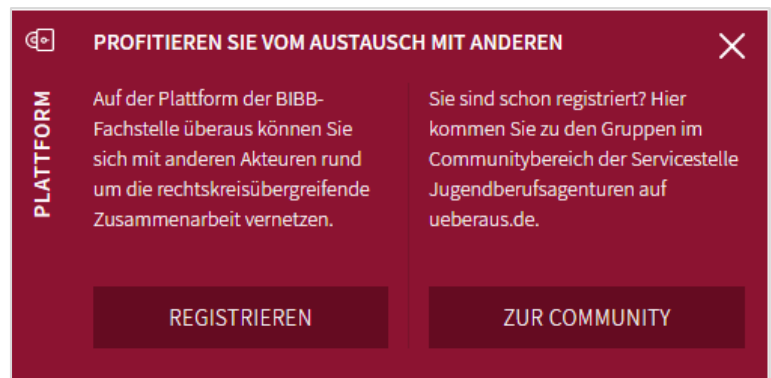 PROFITIEREN SIE VOM AUSTAUSCH MIT ANDEREN
PLATTFORM
Auf der Plattform der BIBB-
Fachstelle überaus können Sie
sich mit anderen Akteuren rund
um die rechtskreisübergreifende
Zusammenarbeit vernetzen.
REGISTRIEREN
Sie sind schon registriert? Hier
kommen Sie zu den Gruppen im
Communitybereich der Servicestelle
Jugendberufsagenturen auf
ueberaus.de.
ZUR COMMUNITY